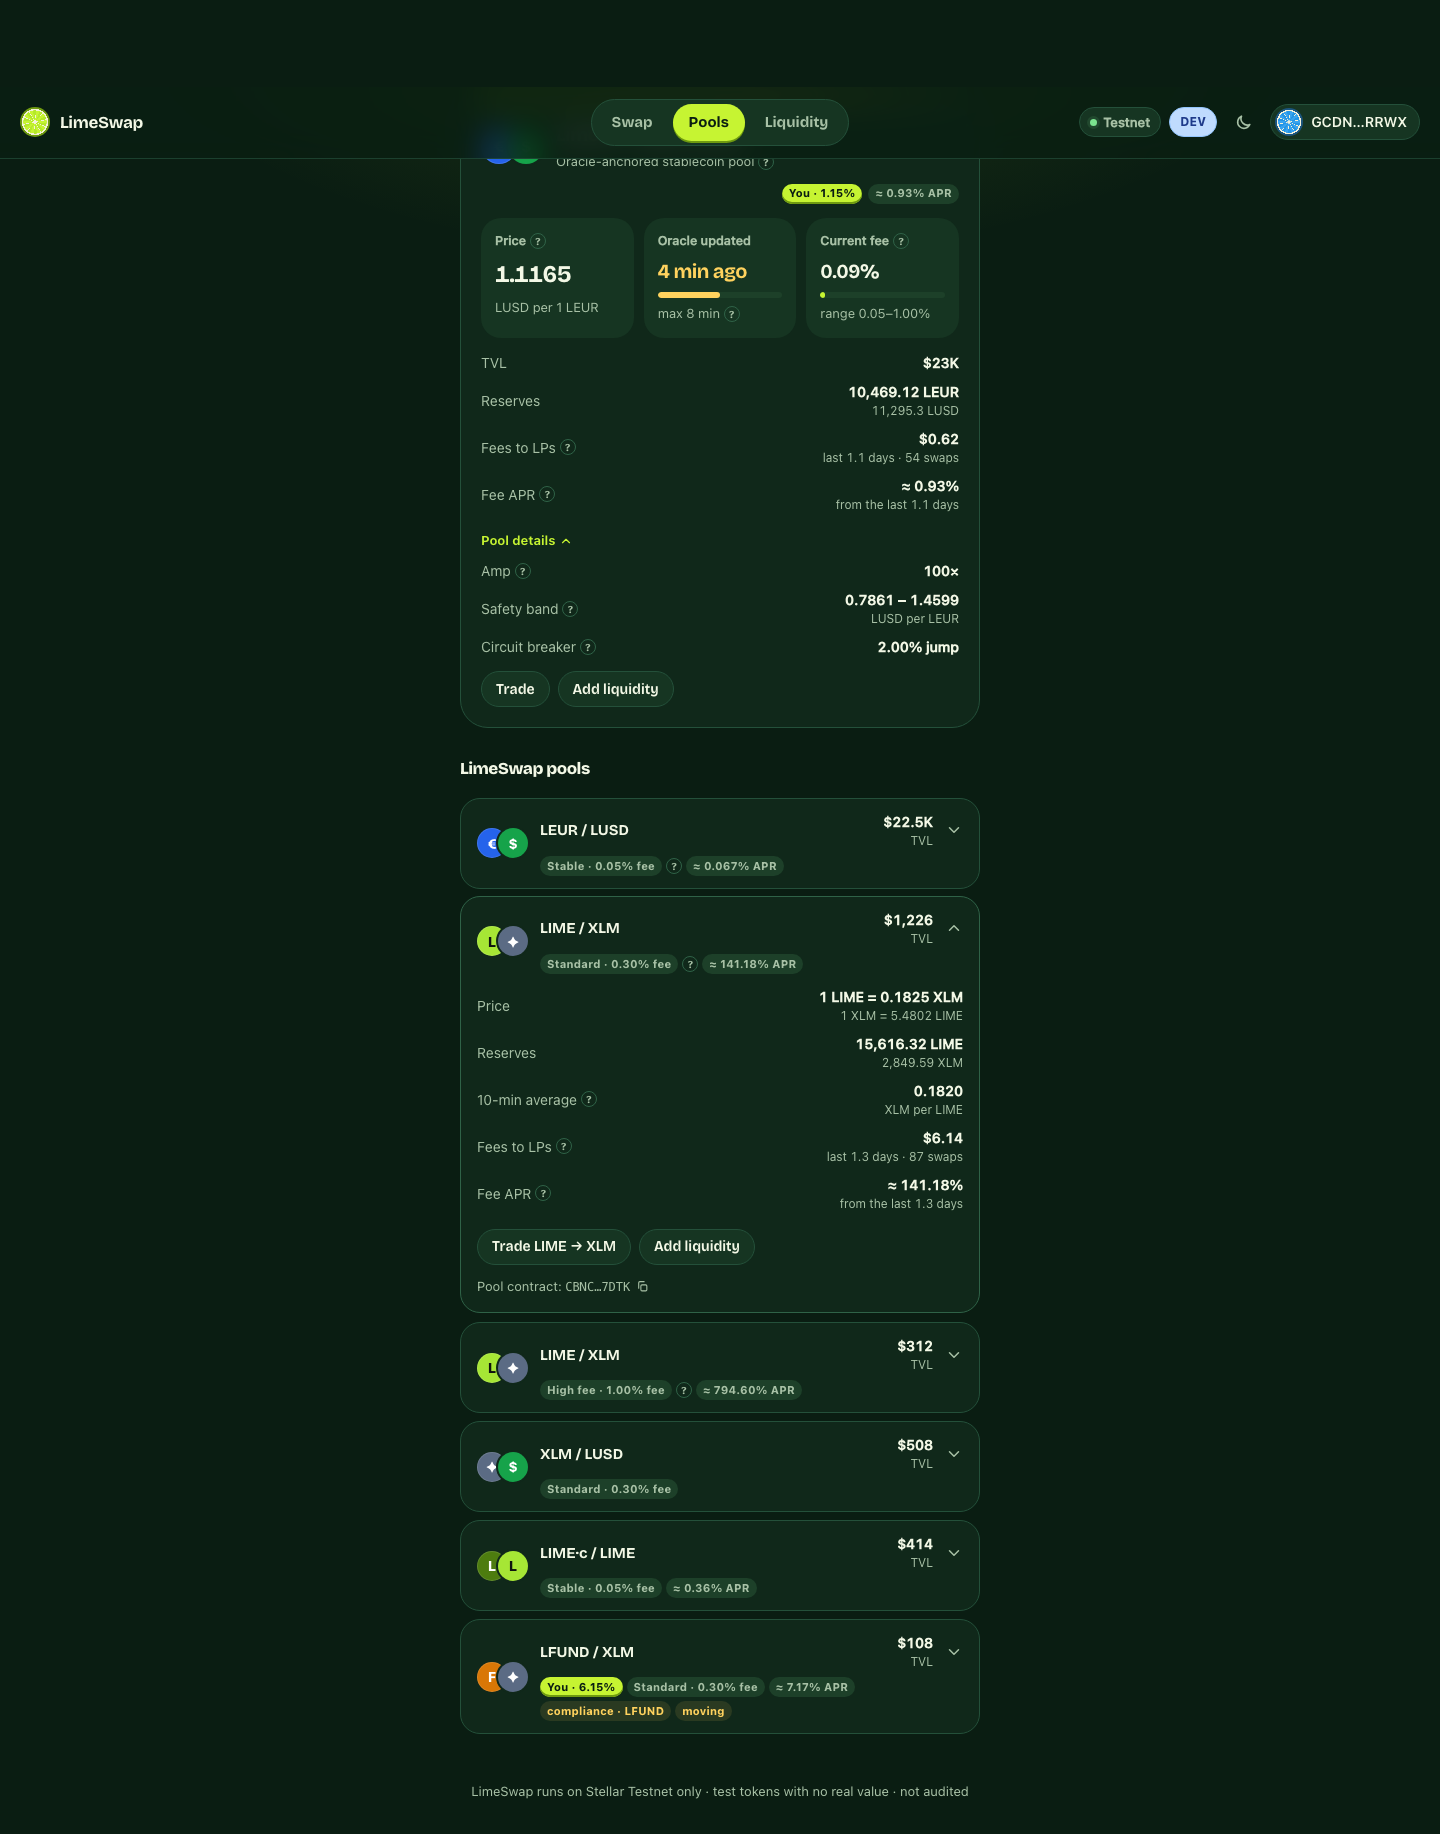 LimeSwap
Swap
Pools
Liquidity
Testnet
DEV
GCDN...RRWX
Oracle-anchored stablecoin pool ?
You · 1.15%
≈ 0.93% APR
Price ?
1.1165
LUSD per 1 LEUR
Oracle updated
4 min ago
max 8 min ?
Current fee ?
0.09%
range 0.05–1.00%
TVL
$23K
Reserves
10,469.12 LEUR
11,295.3 LUSD
Fees to LPs ?
$0.62
last 1.1 days · 54 swaps
Fee APR ?
≈ 0.93%
from the last 1.1 days
Pool details
Amp ?
100×
Safety band ?
0.7861 – 1.4599
LUSD per LEUR
Circuit breaker ?
2.00% jump
Trade
Add liquidity
LimeSwap pools
€ $
LEUR / LUSD
$22.5K
TVL
Stable · 0.05% fee ? ≈ 0.067% APR
L
LIME / XLM
$1,226
TVL
Standard · 0.30% fee ? ≈ 141.18% APR
Price
1 LIME = 0.1825 XLM
1 XLM = 5.4802 LIME
Reserves
15,616.32 LIME
2,849.59 XLM
10-min average ?
0.1820
XLM per LIME
Fees to LPs ?
$6.14
last 1.3 days · 87 swaps
Fee APR ?
≈ 141.18%
from the last 1.3 days
Trade LIME → XLM
Add liquidity
Pool contract: CBNC…7DTK
L
LIME / XLM
$312
TVL
High fee · 1.00% fee ? ≈ 794.60% APR
$
XLM / LUSD
$508
TVL
Standard · 0.30% fee
L L
LIME·c / LIME
$414
TVL
Stable · 0.05% fee ≈ 0.36% APR
F
LFUND / XLM
$108
TVL
You · 6.15% Standard · 0.30% fee ≈ 7.17% APR
compliance · LFUND moving
LimeSwap runs on Stellar Testnet only · test tokens with no real value · not audited